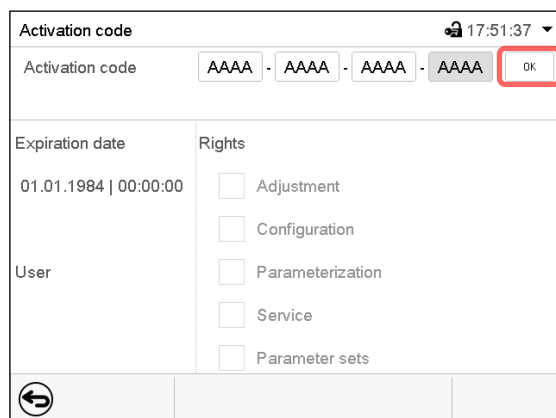 Activation code 17:51:37
Activation code AAAA - AAAA - AAAA - AAAA OK
Expiration date Rights
01.01.1984 | 00:00:00 Adjustment
Configuration
User Parameterization
Service
Parameter sets